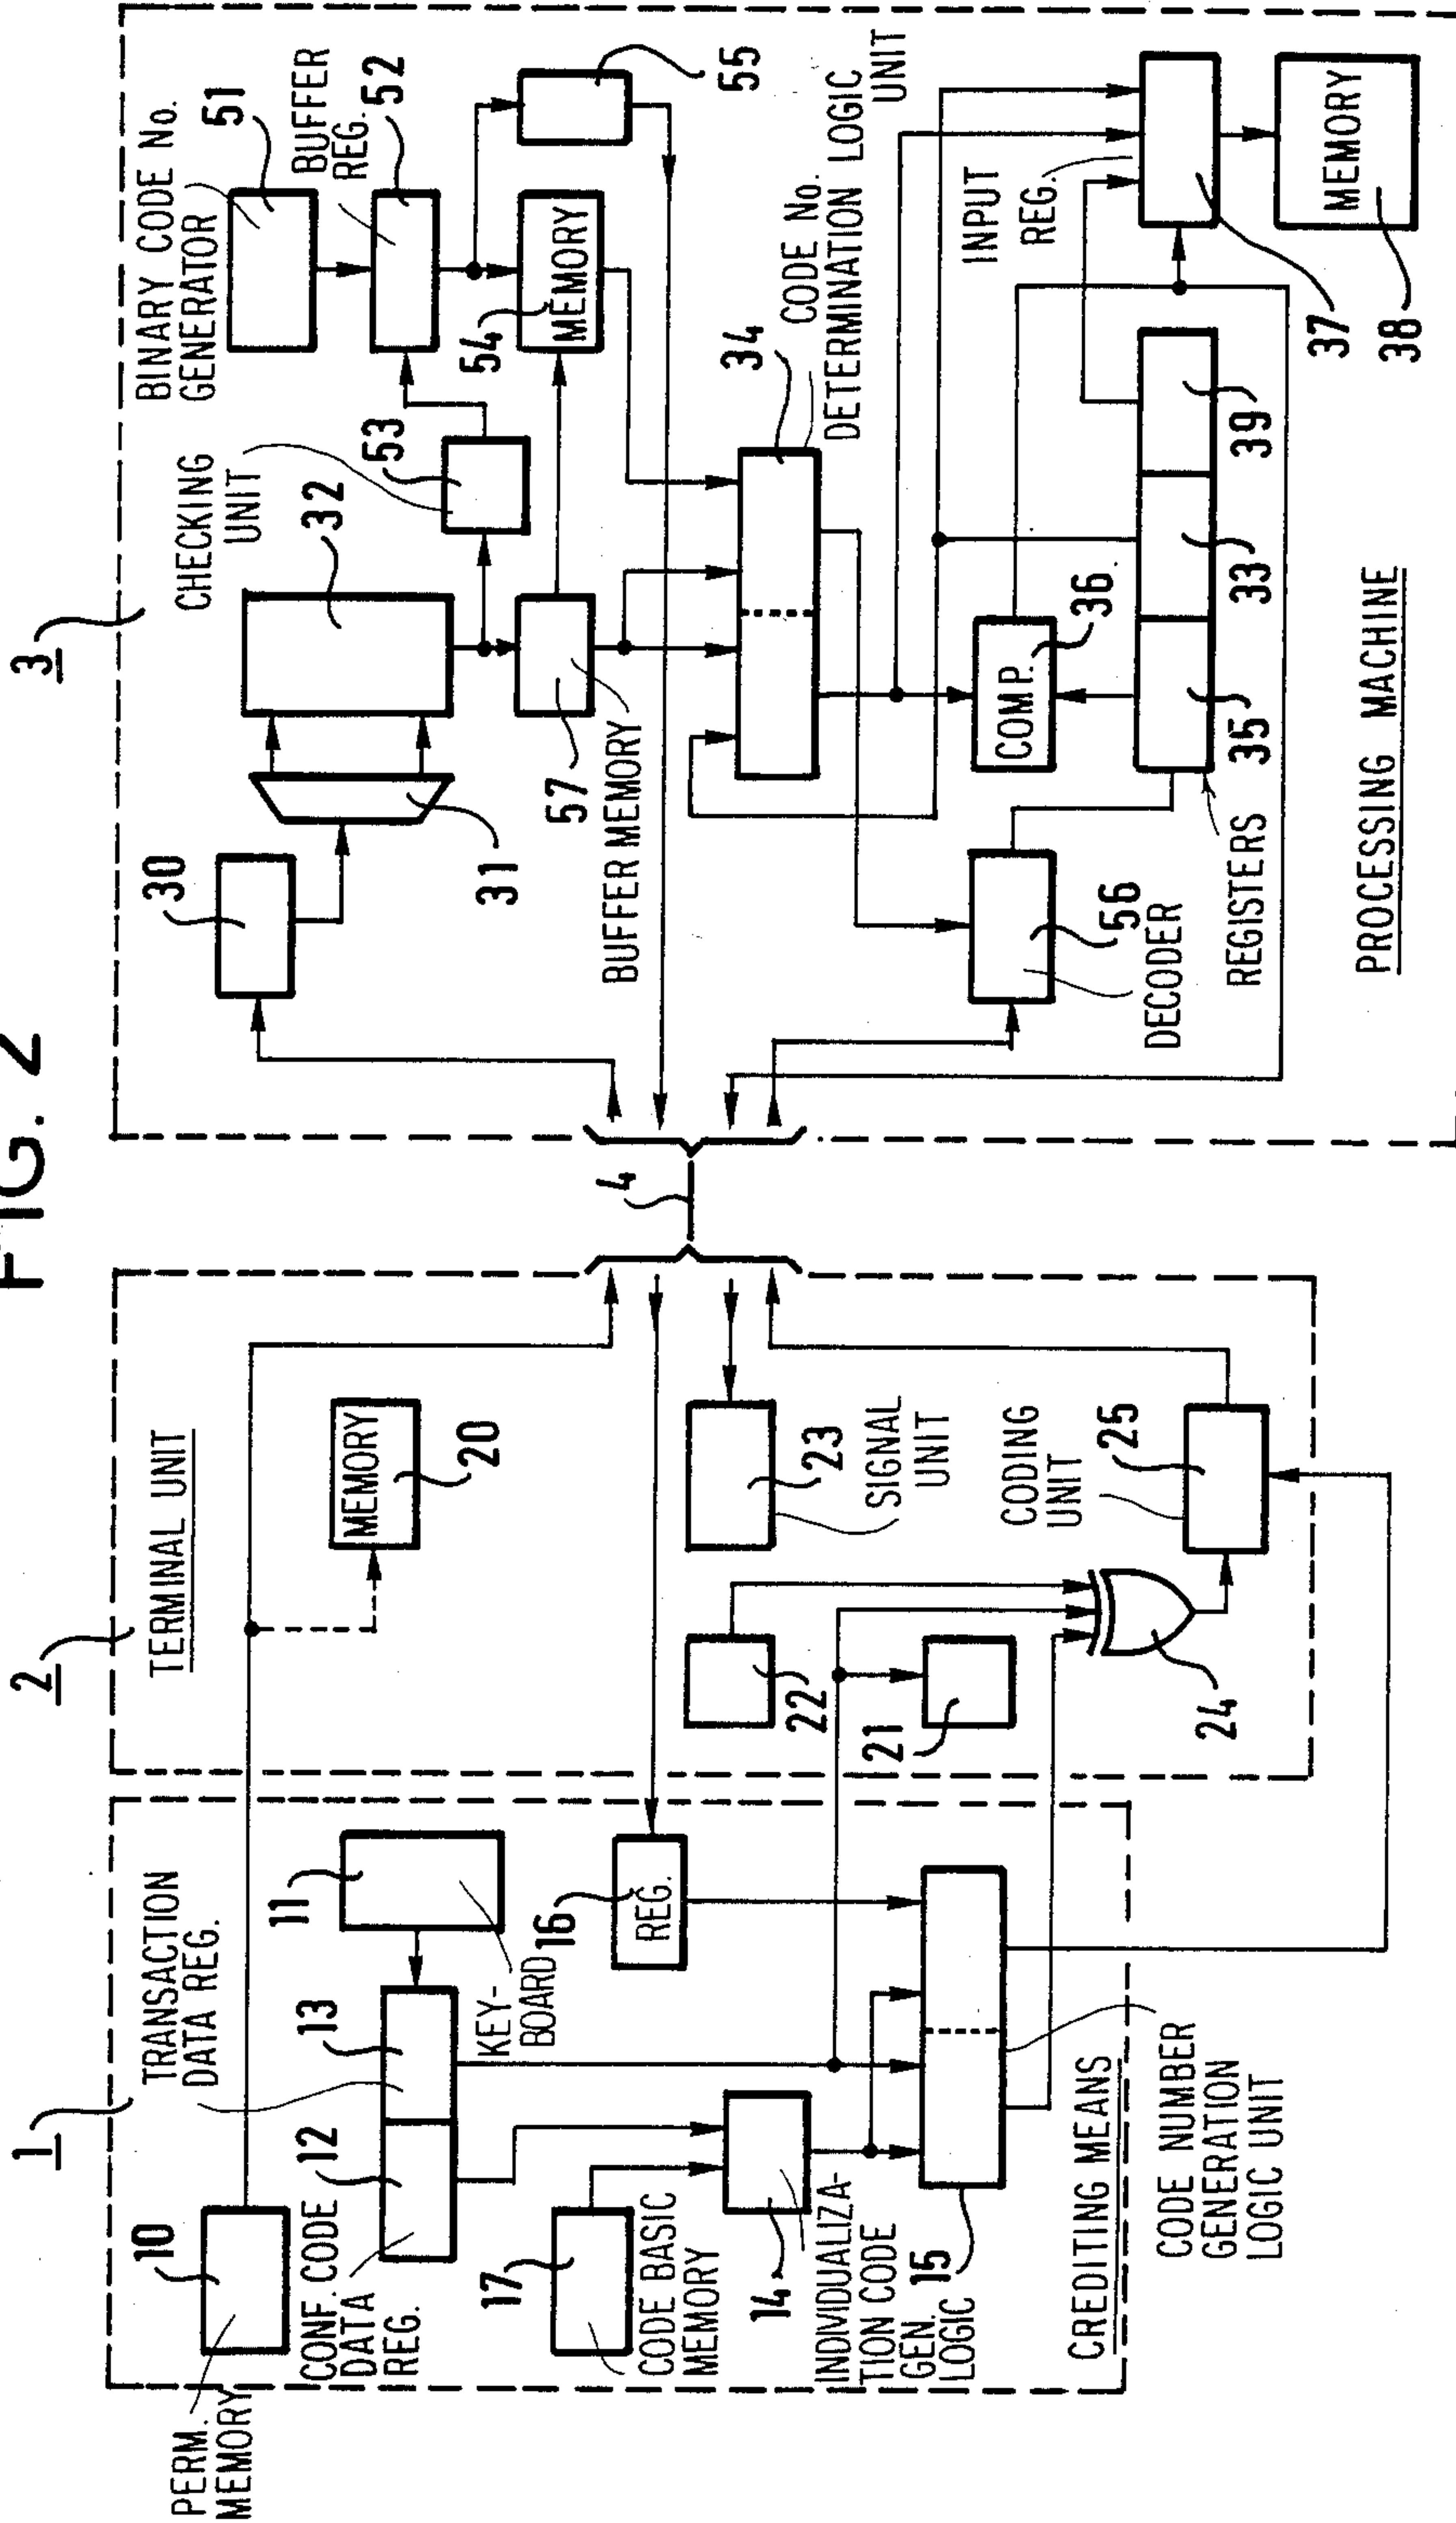 FIG. 2
1
2
3
PERM.
MEMORY
10
TRANSACTION
DATA REG.
11
KEY-
BOARD
13
12
CONF. CODE
DATA
REG.
16
REG.
17
CODE BASIC
MEMORY
14
INDIVIDUALIZA-
TION CODE
GEN.
LOGIC
15
CREDITING MEANS
CODE NUMBER
GENERATION
LOGIC UNIT
TERMINAL UNIT
MEMORY
20
22
21
23
SIGNAL
UNIT
CODING
UNIT
25
24
4
30
31
32
CHECKING
UNIT
53
BINARY CODE No.
GENERATOR
51
BUFFER
REG.
52
54
MEMORY
55
57
BUFFER MEMORY
34
CODE No.
DETERMINATION LOGIC
UNIT
INPUT
REG.
COMP.
36
56
DECODER
REGISTERS
35
33
39
37
MEMORY
38
PROCESSING MACHINE